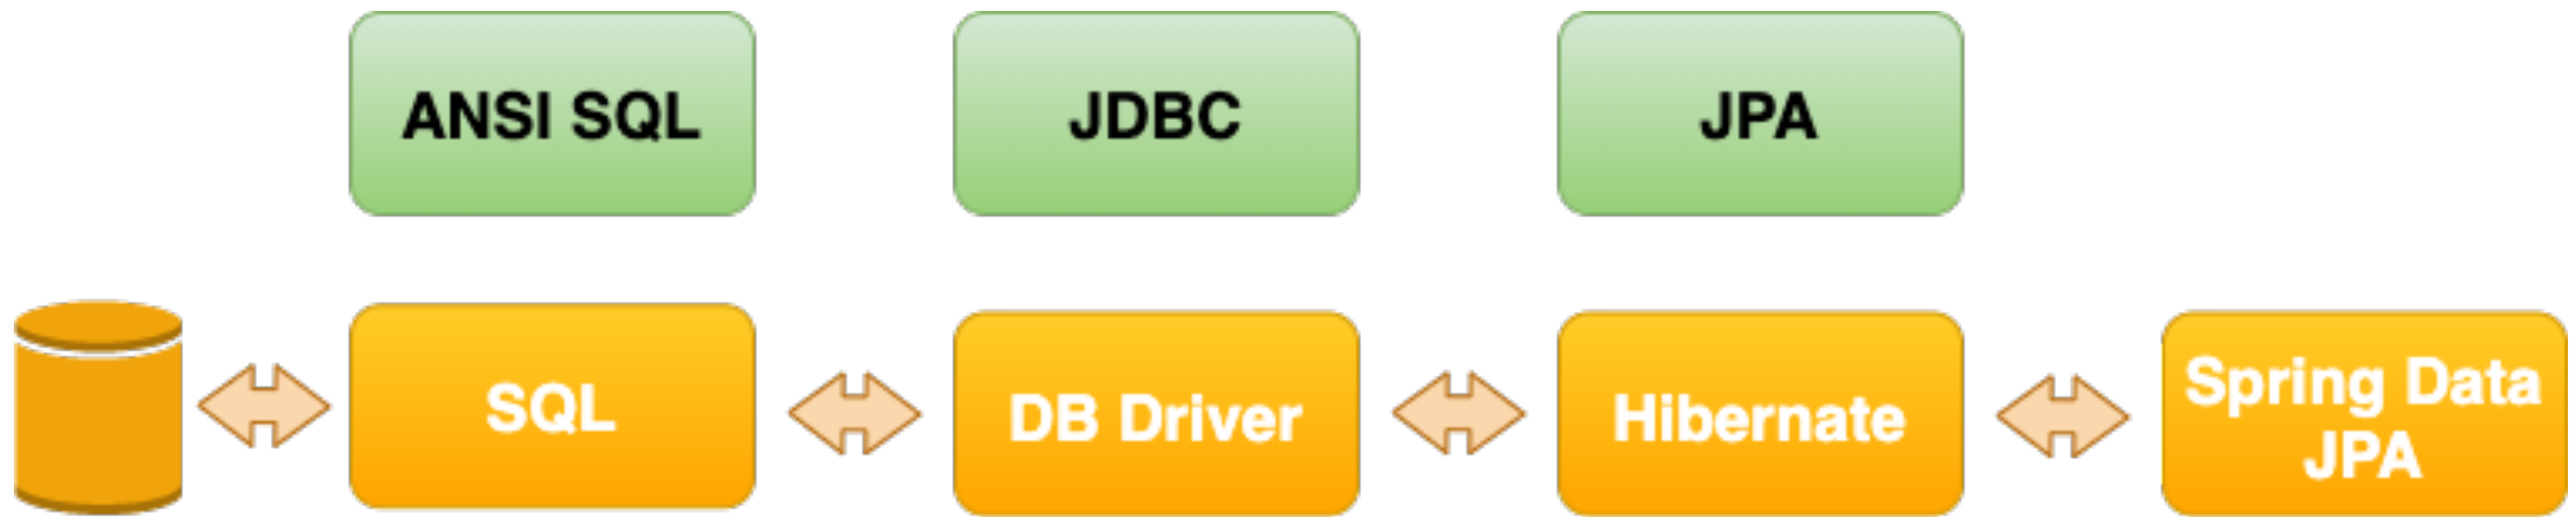 ANSI SQL
JDBC
JPA
SQL
DB Driver
Hibernate
Spring Data
JPA